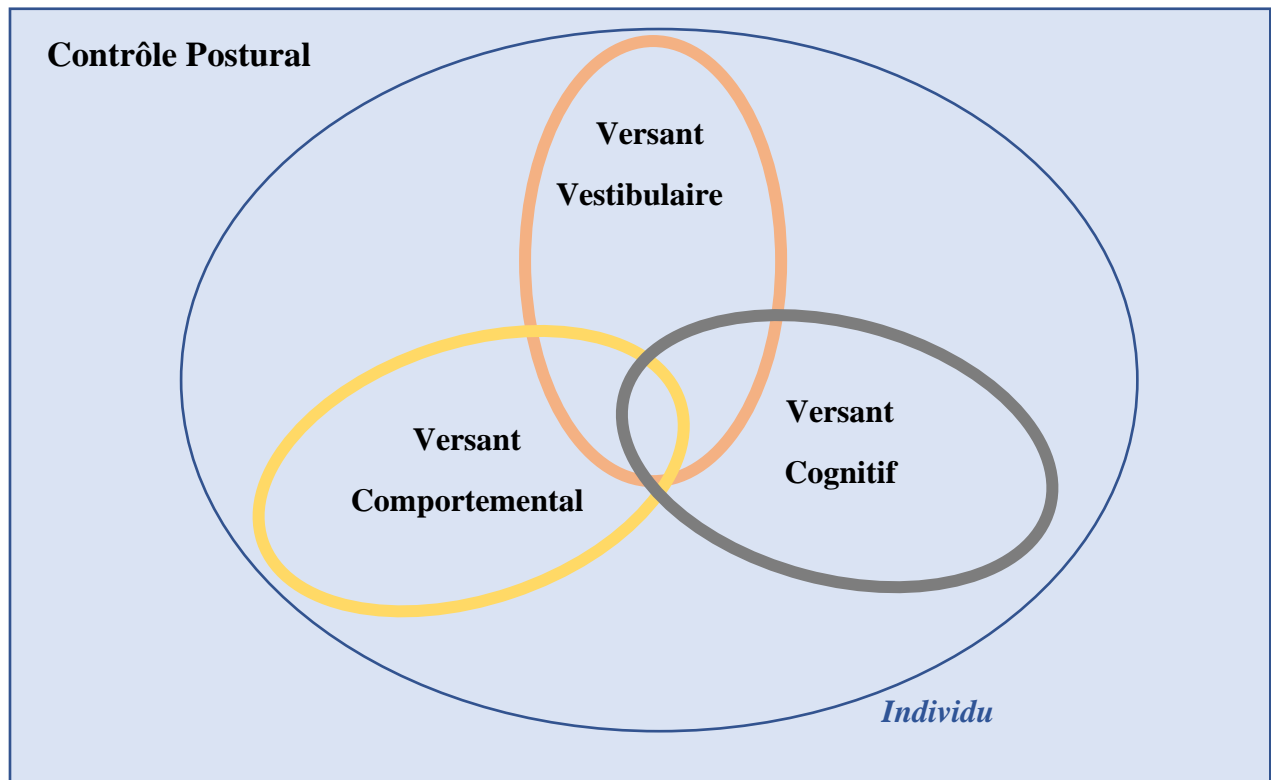 Contrôle Postural
Versant
Vestibulaire
Versant
Comportemental
Versant
Cognitif
Individu